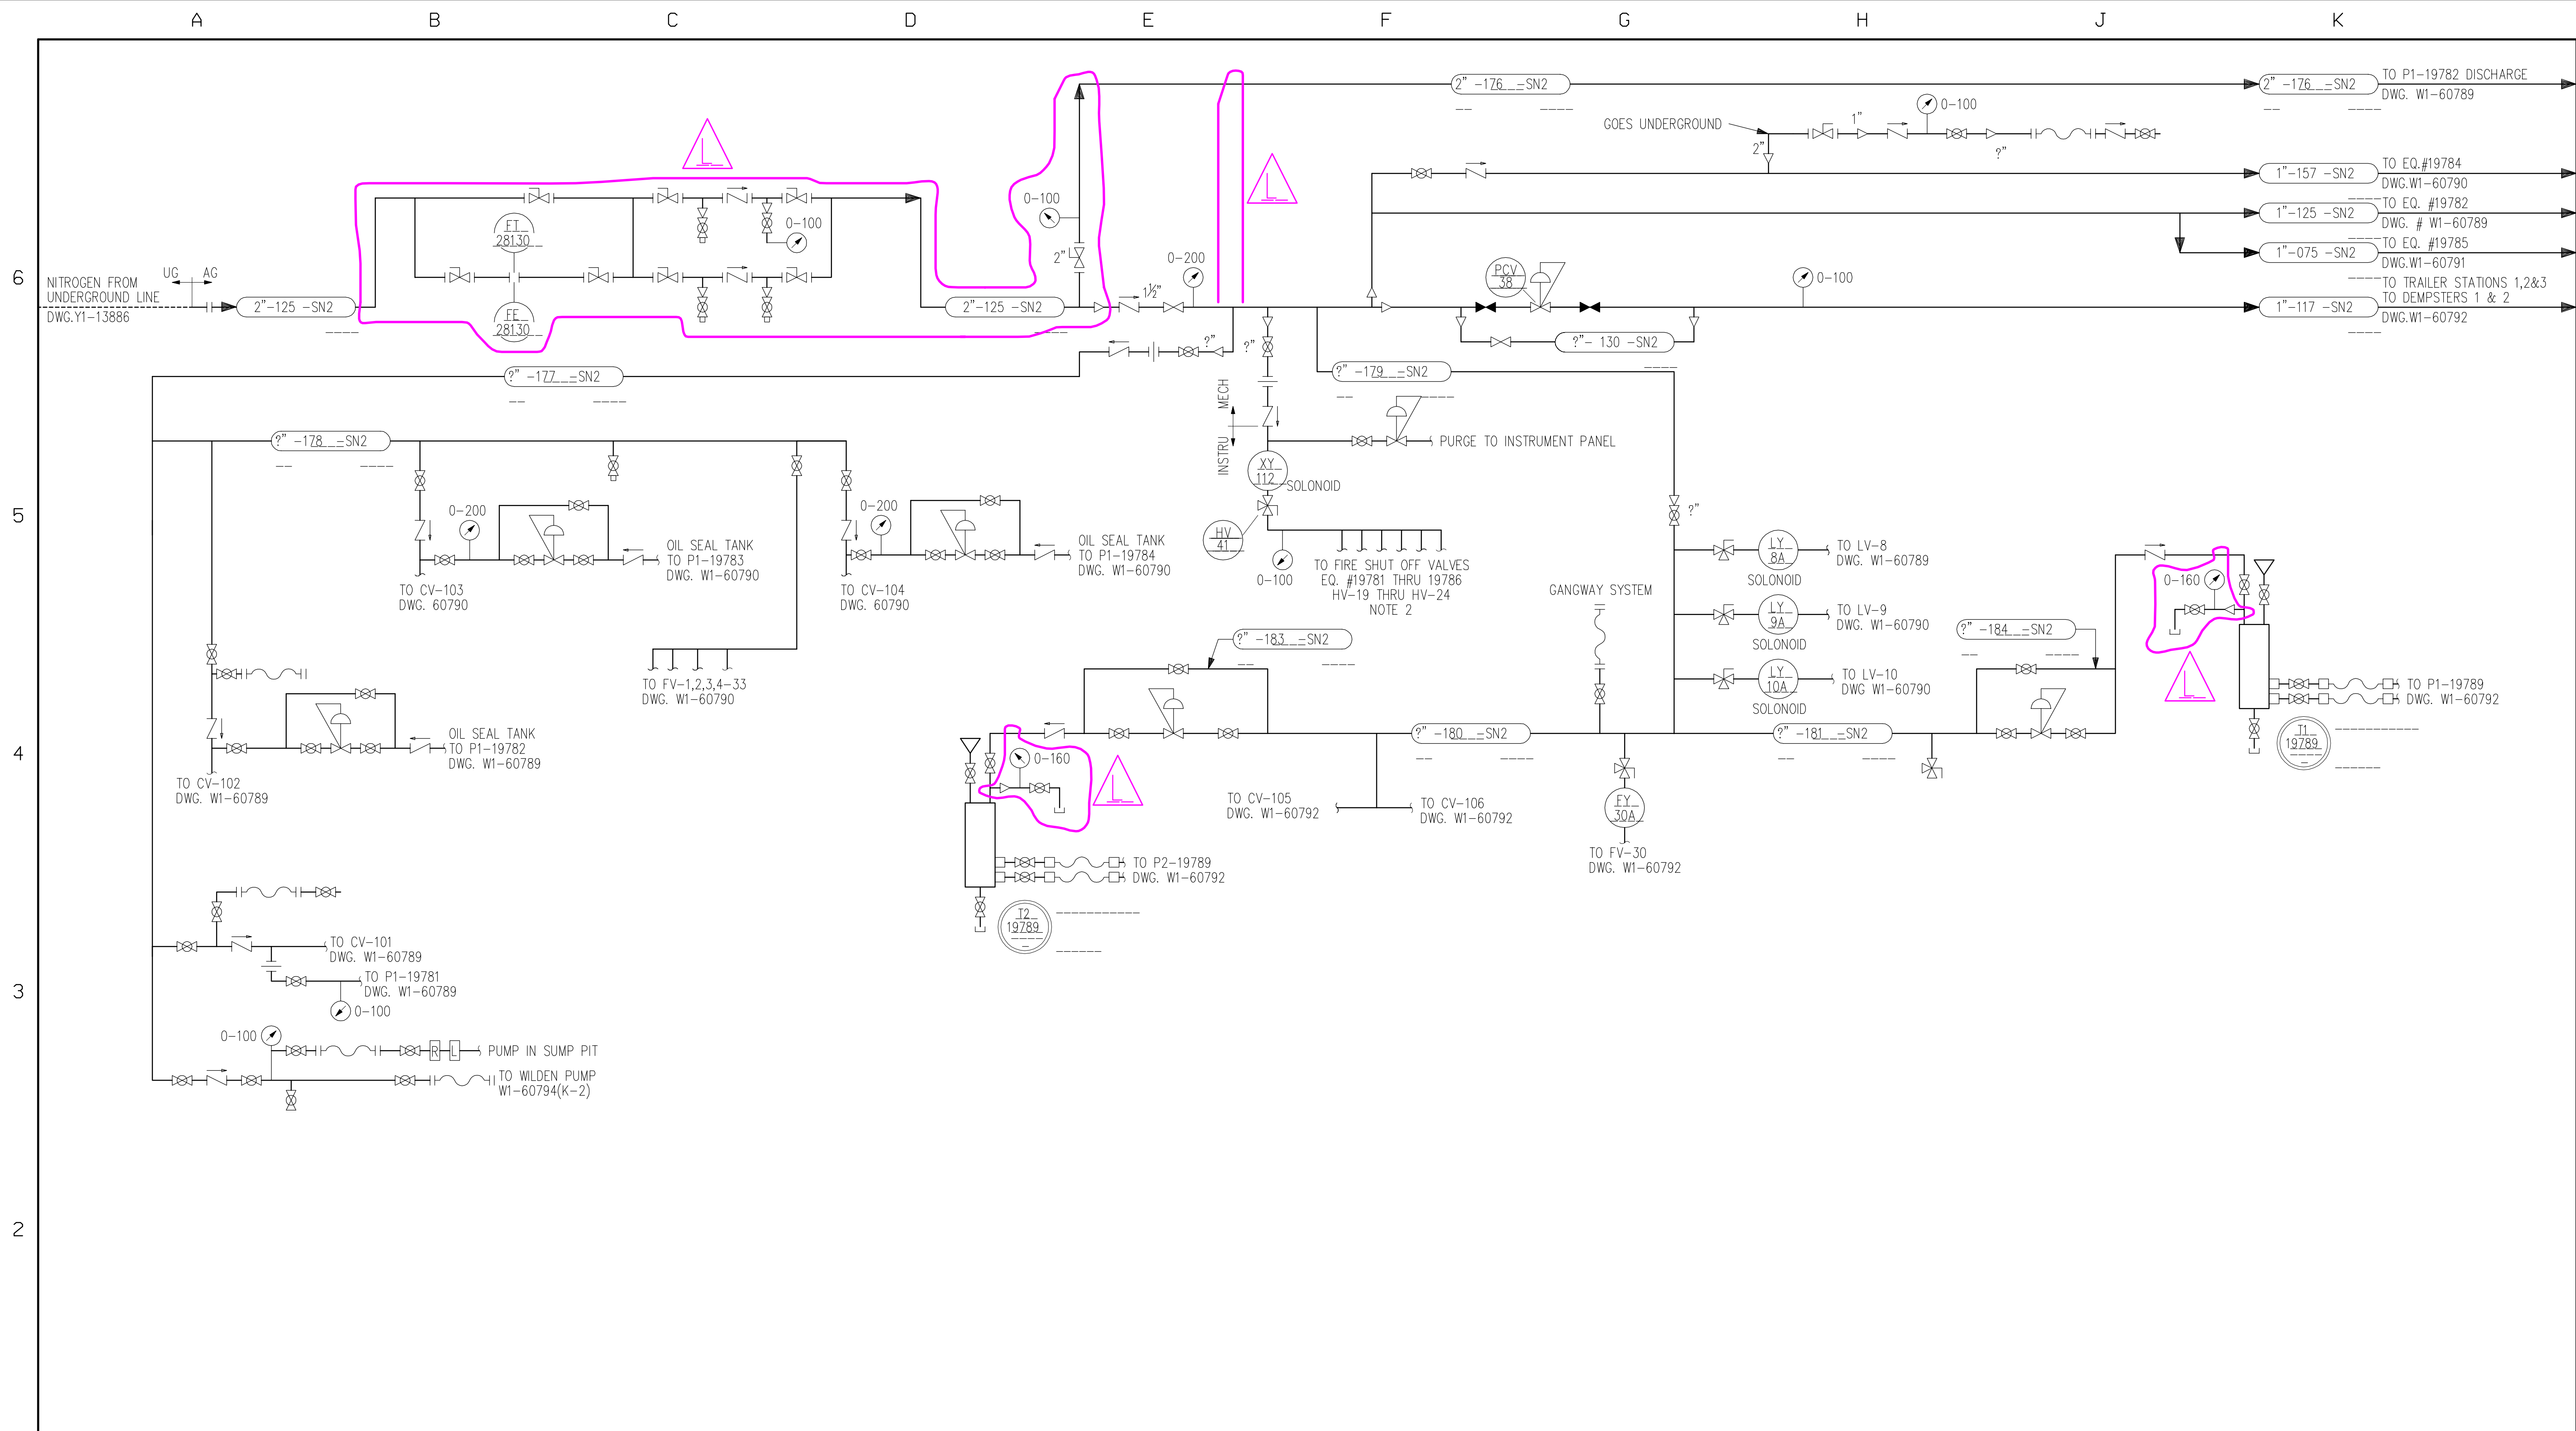 A B C D E F G H J K
6
5
4
3
2
2" -176___=SN2
2" -176___=SN2
TO P1-19782 DISCHARGE
DWG. W1-60789
0-100
GOES UNDERGROUND
1"
2"
?"
1"-157 -SN2
TO EQ.#19784
DWG.W1-60790
1"-125 -SN2
TO EQ. #19782
DWG. # W1-60789
1"-075 -SN2
TO EQ. #19785
DWG.W1-60791
1"-117 -SN2
TO TRAILER STATIONS 1,2&3
TO DEMPSTERS 1 & 2
DWG.W1-60792
L
L
FT
28130
FE
28130
0-100
0-100
2"
0-200
1½"
NITROGEN FROM
UNDERGROUND LINE
DWG.Y1-13886
UG AG
2"-125 -SN2
2"-125 -SN2
PCV
38
0-100
?"- 130 -SN2
?"
?"
?" -177___=SN2
?" -179___=SN2
MECH
INSTRU
PURGE TO INSTRUMENT PANEL
XY
112
SOLONOID
HV
41
0-100
TO FIRE SHUT OFF VALVES
EQ. #19781 THRU 19786
HV-19 THRU HV-24
NOTE 2
?" -178___=SN2
0-200
OIL SEAL TANK
TO P1-19783
DWG. W1-60790
TO CV-103
DWG. 60790
0-200
OIL SEAL TANK
TO P1-19784
DWG. W1-60790
TO CV-104
DWG. 60790
?"
LY
8A
SOLONOID
TO LV-8
DWG. W1-60789
LY
9A
SOLONOID
TO LV-9
DWG. W1-60790
LY
10A
SOLONOID
TO LV-10
DWG W1-60790
GANGWAY SYSTEM
0-160
?" -184___=SN2
L
TO P1-19789
DWG. W1-60792
T1
19789
TO FV-1,2,3,4-33
DWG. W1-60790
?" -183___=SN2
OIL SEAL TANK
TO P1-19782
DWG. W1-60789
TO CV-102
DWG. W1-60789
0-160
L
?" -180___=SN2
?" -181___=SN2
TO CV-105
DWG. W1-60792
TO CV-106
DWG. W1-60792
FY
30A
TO FV-30
DWG. W1-60792
TO P2-19789
DWG. W1-60792
T2
19789
TO CV-101
DWG. W1-60789
TO P1-19781
DWG. W1-60789
0-100
0-100
R L
PUMP IN SUMP PIT
TO WILDEN PUMP
W1-60794(K-2)